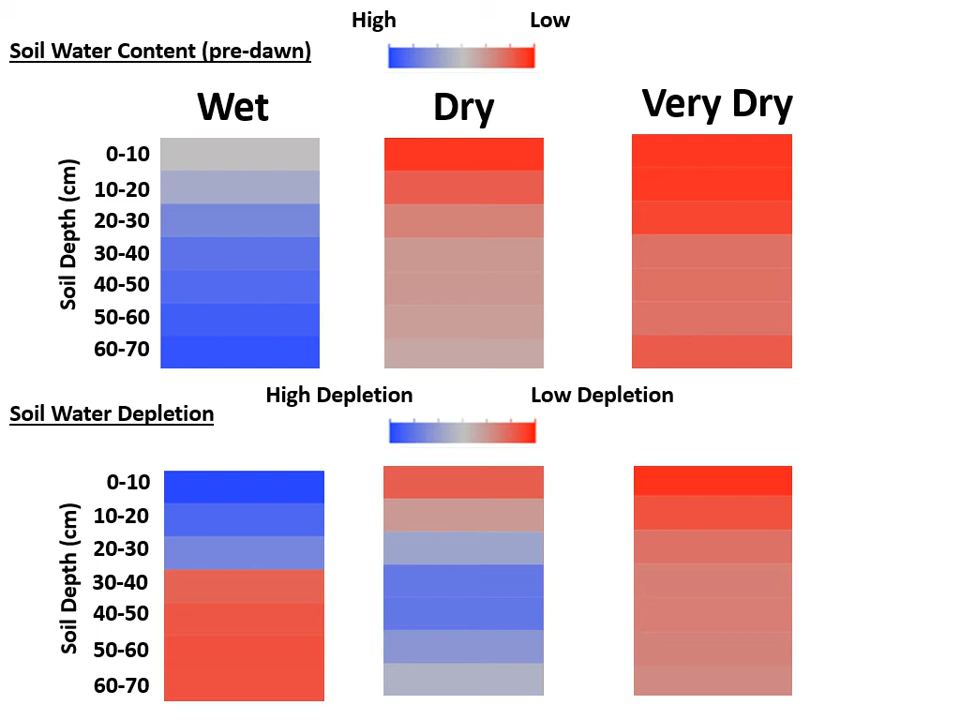 High Low
Soil Water Content (pre-dawn)
Wet Dry Very Dry
Soil Depth (cm)
0-10
10-20
20-30
30-40
40-50
50-60
60-70
High Depletion Low Depletion
Soil Water Depletion
Soil Depth (cm)
0-10
10-20
20-30
30-40
40-50
50-60
60-70